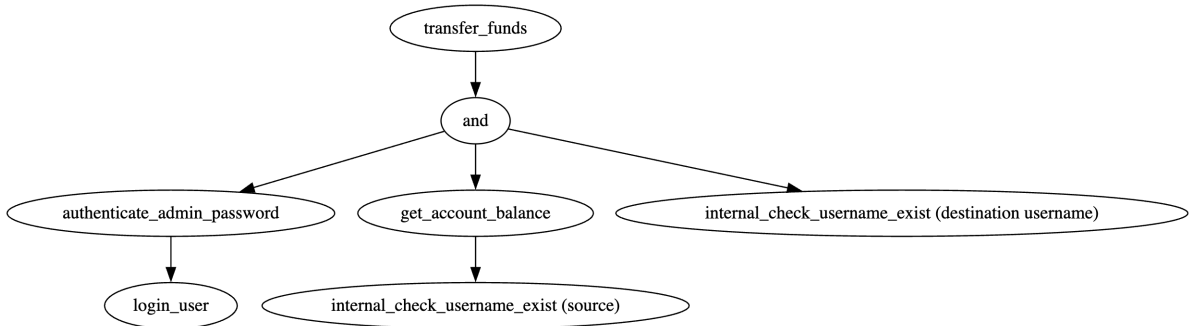 transfer_funds
and
authenticate_admin_password
get_account_balance
internal_check_username_exist (destination username)
login_user
internal_check_username_exist (source)